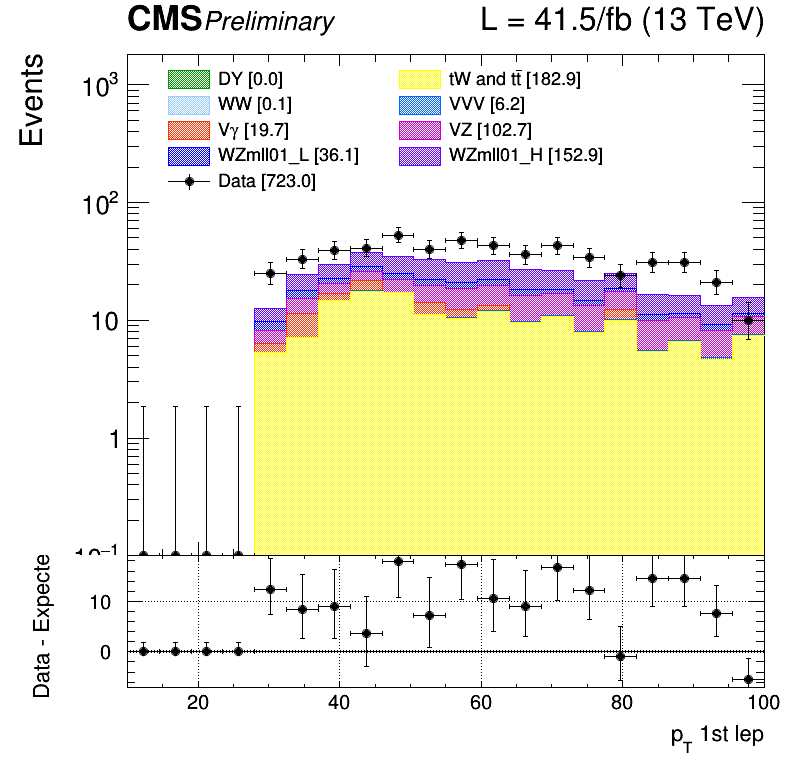 CMS Preliminary L = 41.5/fb (13 TeV)
Events
10³
10²
10
1
10⁻¹
DY [0.0]
tW and tt̄ [182.9]
WW [0.1]
VVV [6.2]
Vγ [19.7]
VZ [102.7]
WZmll01_L [36.1]
WZmll01_H [152.9]
Data [723.0]
Data - Expecte
10
0
20 40 60 80 100
p_T 1st lep